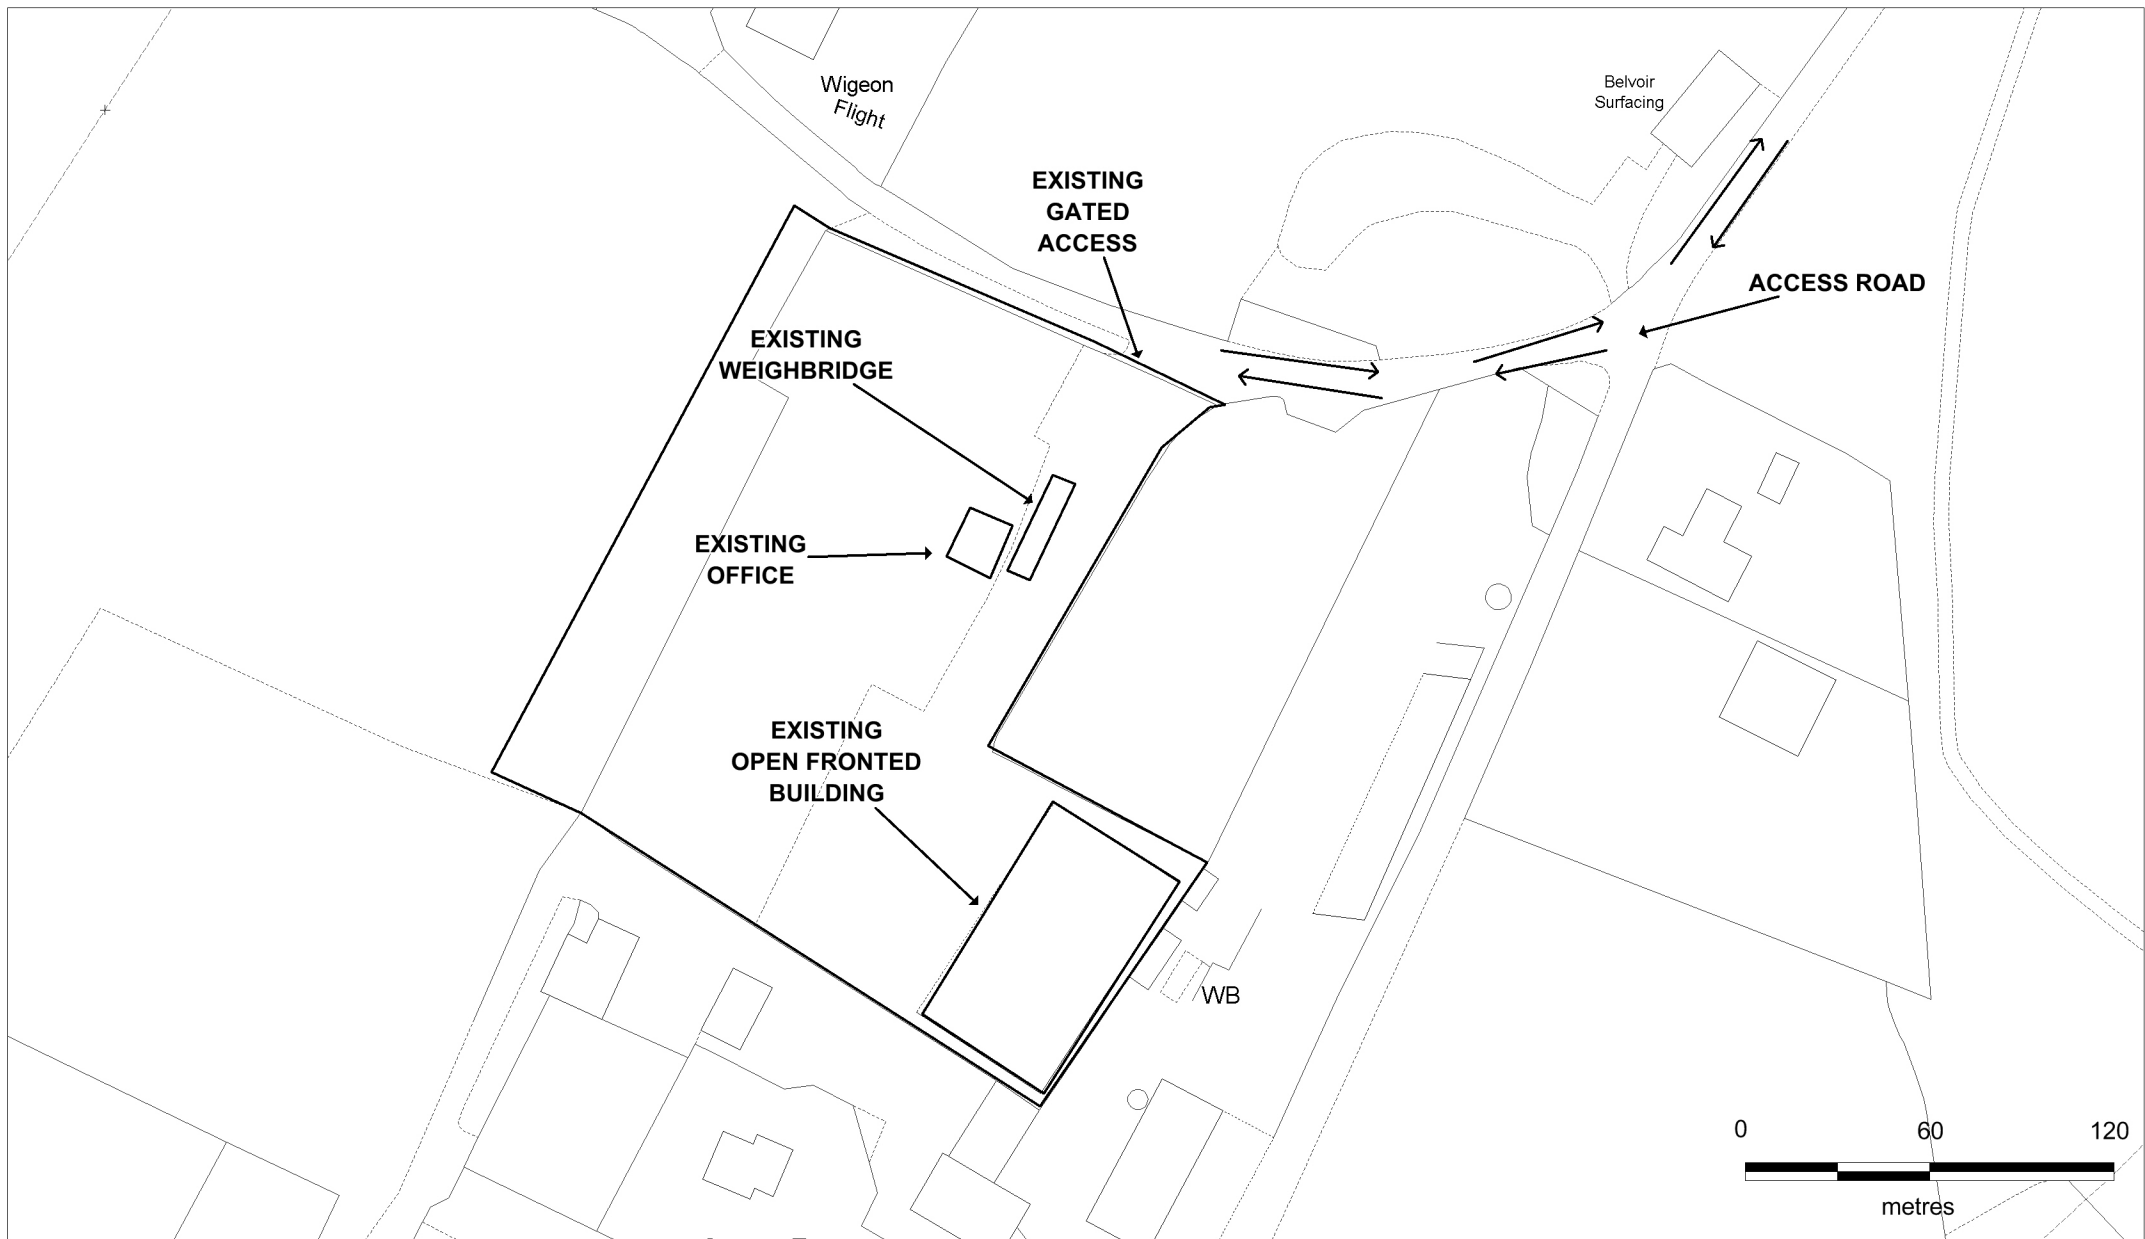 Wigeon
Flight
Belvoir
Surfacing
EXISTING
GATED
ACCESS
ACCESS ROAD
EXISTING
WEIGHBRIDGE
EXISTING
OFFICE
EXISTING
OPEN FRONTED
BUILDING
WB
0 60 120
metres